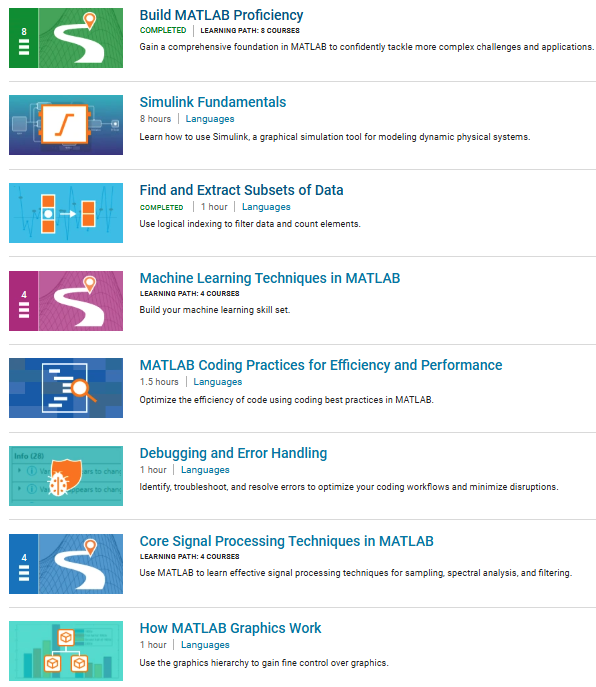 8
Build MATLAB Proficiency
COMPLETED | LEARNING PATH: 8 COURSES
Gain a comprehensive foundation in MATLAB to confidently tackle more complex challenges and applications.
Simulink Fundamentals
8 hours | Languages
Learn how to use Simulink, a graphical simulation tool for modeling dynamic physical systems.
Find and Extract Subsets of Data
COMPLETED | 1 hour | Languages
Use logical indexing to filter data and count elements.
4
Machine Learning Techniques in MATLAB
LEARNING PATH: 4 COURSES
Build your machine learning skill set.
MATLAB Coding Practices for Efficiency and Performance
1.5 hours | Languages
Optimize the efficiency of code using coding best practices in MATLAB.
Info (28)
Debugging and Error Handling
1 hour | Languages
Identify, troubleshoot, and resolve errors to optimize your coding workflows and minimize disruptions.
4
Core Signal Processing Techniques in MATLAB
LEARNING PATH: 4 COURSES
Use MATLAB to learn effective signal processing techniques for sampling, spectral analysis, and filtering.
How MATLAB Graphics Work
1 hour | Languages
Use the graphics hierarchy to gain fine control over graphics.